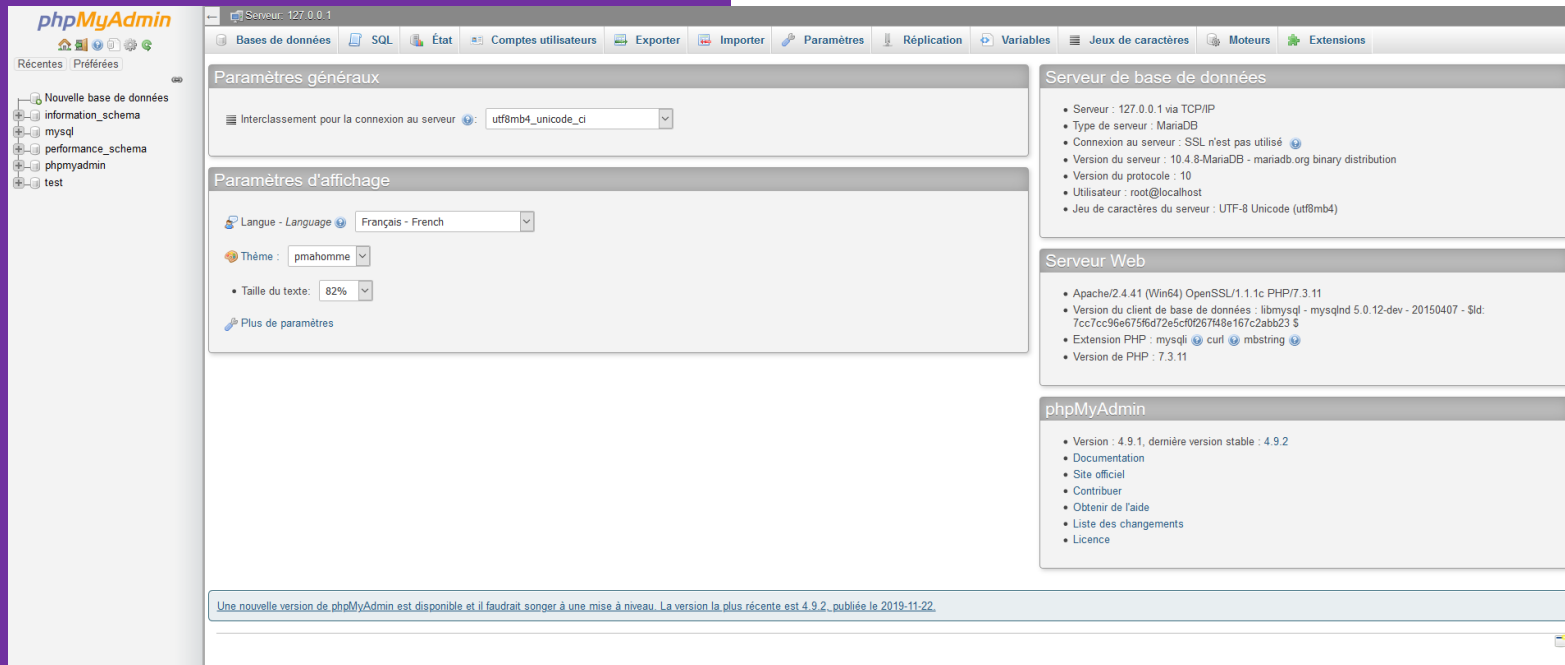 phpMyAdmin
Récentes Préférées
Nouvelle base de données
information_schema
mysql
performance_schema
phpmyadmin
test
Serveur: 127.0.0.1
Bases de données SQL État Comptes utilisateurs Exporter Importer Paramètres Réplication Variables Jeux de caractères Moteurs Extensions
Paramètres généraux
Interclassement pour la connexion au serveur : utf8mb4_unicode_ci
Paramètres d'affichage
Langue - Language Français - French
Thème : pmahomme
Taille du texte: 82%
Plus de paramètres
Serveur de base de données
• Serveur : 127.0.0.1 via TCP/IP
• Type de serveur : MariaDB
• Connexion au serveur : SSL n'est pas utilisé
• Version du serveur : 10.4.8-MariaDB - mariadb.org binary distribution
• Version du protocole : 10
• Utilisateur : root@localhost
• Jeu de caractères du serveur : UTF-8 Unicode (utf8mb4)
Serveur Web
• Apache/2.4.41 (Win64) OpenSSL/1.1.1c PHP/7.3.11
• Version du client de base de données : libmysql - mysqlnd 5.0.12-dev - 20150407 - $Id:
7cc7cc96e675f6d72e5cf0f267f48e167c2abb23 $
• Extension PHP : mysqli curl mbstring
• Version de PHP : 7.3.11
phpMyAdmin
• Version : 4.9.1, dernière version stable : 4.9.2
• Documentation
• Site officiel
• Contribuer
• Obtenir de l'aide
• Liste des changements
• Licence
Une nouvelle version de phpMyAdmin est disponible et il faudrait songer à une mise à niveau. La version la plus récente est 4.9.2, publiée le 2019-11-22.